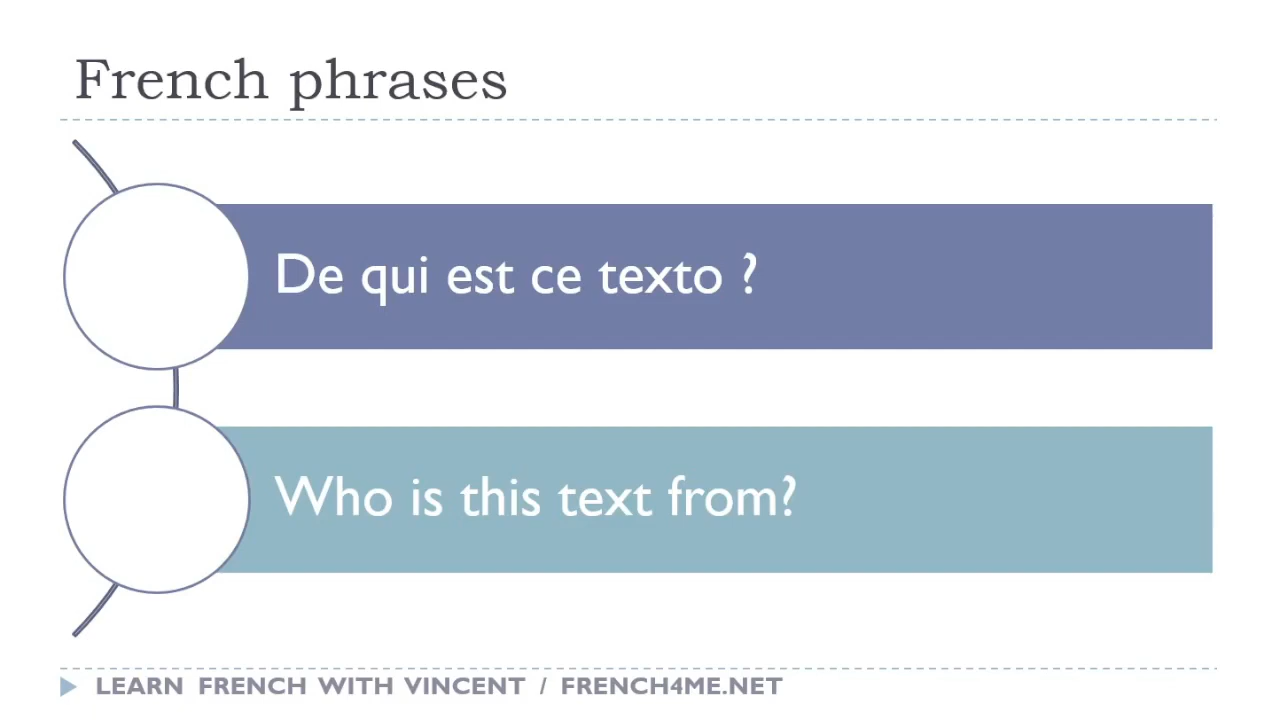 French phrases
De qui est ce texto ?
Who is this text from?
LEARN FRENCH WITH VINCENT / FRENCH4ME.NET